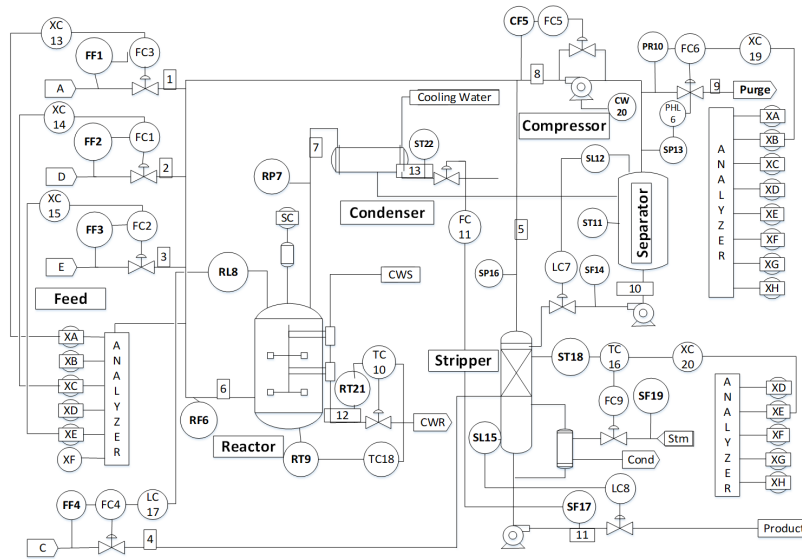 XC
13
FF1
FC3
A
1
XC
14
FF2
FC1
D
2
XC
15
FF3
FC2
E
3
Feed
XA
XB
XC
XD
XE
XF
A
N
A
L
Y
Z
E
R
FF4
FC4
LC
17
C
4
RL8
RP7
7
SC
6
RF6
Reactor
RT9
TC18
RT21
TC
10
12
CWR
CWS
Cooling Water
ST22
13
Condenser
FC
11
CF5
FC5
8
Compressor
CW
20
5
SP16
Stripper
SL15
ST18
TC
16
XC
20
FC9
SF19
Stm
Cond
LC8
SF17
11
Product
SL12
ST11
LC7
SF14
10
Separator
PR10
FC6
XC
19
9
Purge
PHL
6
SP13
A
N
A
L
Y
Z
E
R
XA
XB
XC
XD
XE
XF
XG
XH
A
N
A
L
Y
Z
E
R
XD
XE
XF
XG
XH